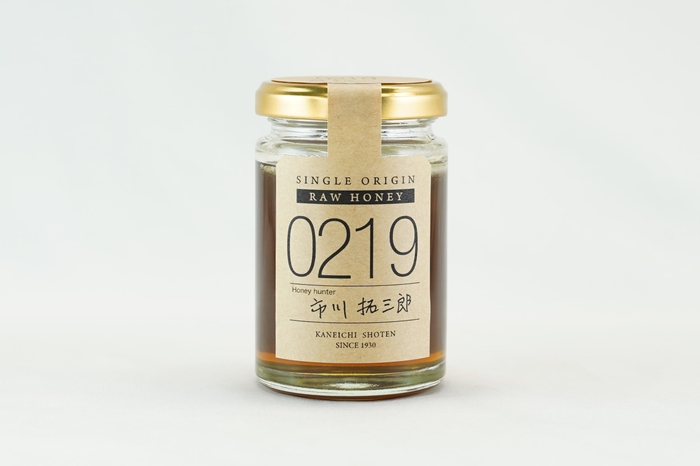 SINGLE ORIGIN
RAW HONEY
0219
Honey hunter
市川 拓三郎
KANEICHI SHOTEN
SINCE 1930